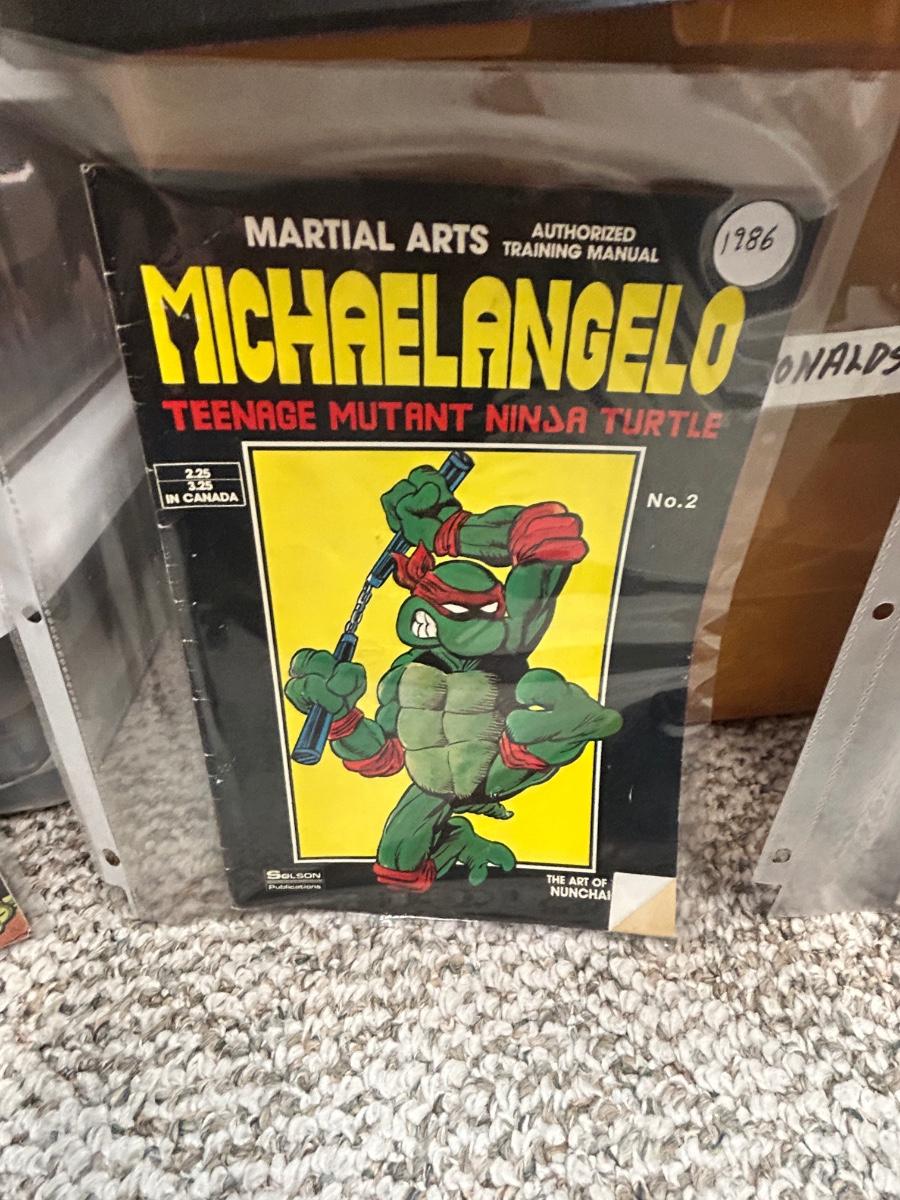 MARTIAL ARTS
AUTHORIZED
TRAINING MANUAL
1986
MICHAELANGELO
TEENAGE MUTANT NINJA TURTLE
2.25
3.25
IN CANADA
No.2
ONALDS
SOLSON
Publications
THE ART OF
NUNCHA